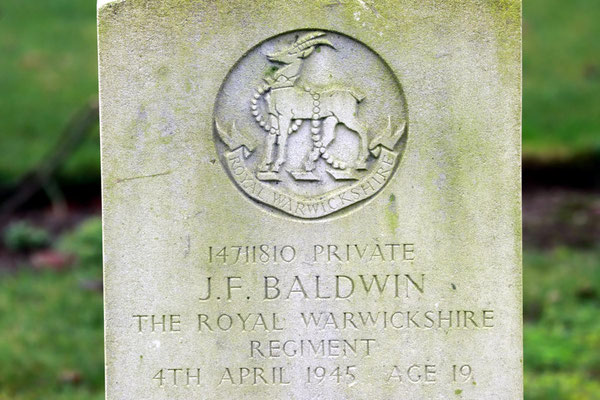 ROYAL WARWICKSHIRE
14711810 PRIVATE
J.F. BALDWIN
THE ROYAL WARWICKSHIRE
REGIMENT
4TH APRIL 1945 AGE 19